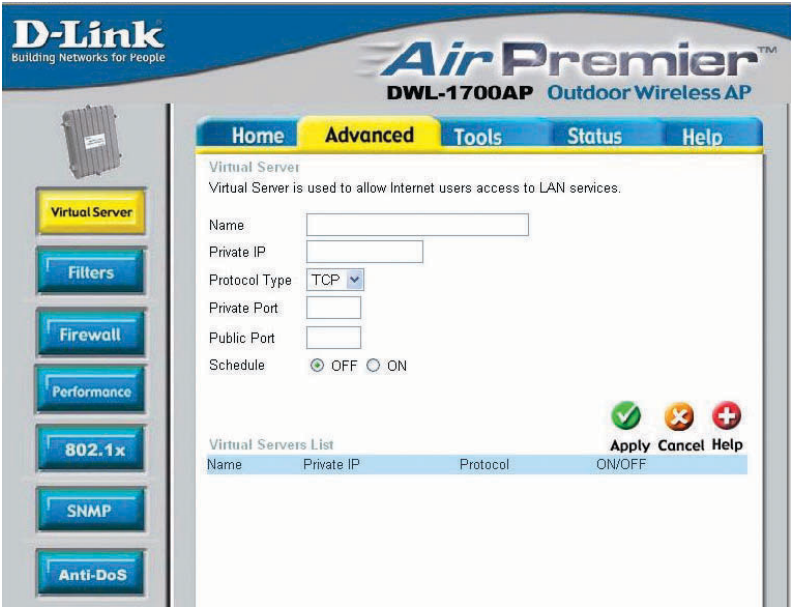 D-Link
Building Networks for People
Air Premier™
DWL-1700AP Outdoor Wireless AP
Home Advanced Tools Status Help
Virtual Server
Filters
Firewall
Performance
802.1x
SNMP
Anti-DoS
Virtual Server
Virtual Server is used to allow Internet users access to LAN services.
Name
Private IP
Protocol Type TCP
Private Port
Public Port
Schedule OFF ON
Apply Cancel Help
Virtual Servers List
Name Private IP Protocol ON/OFF